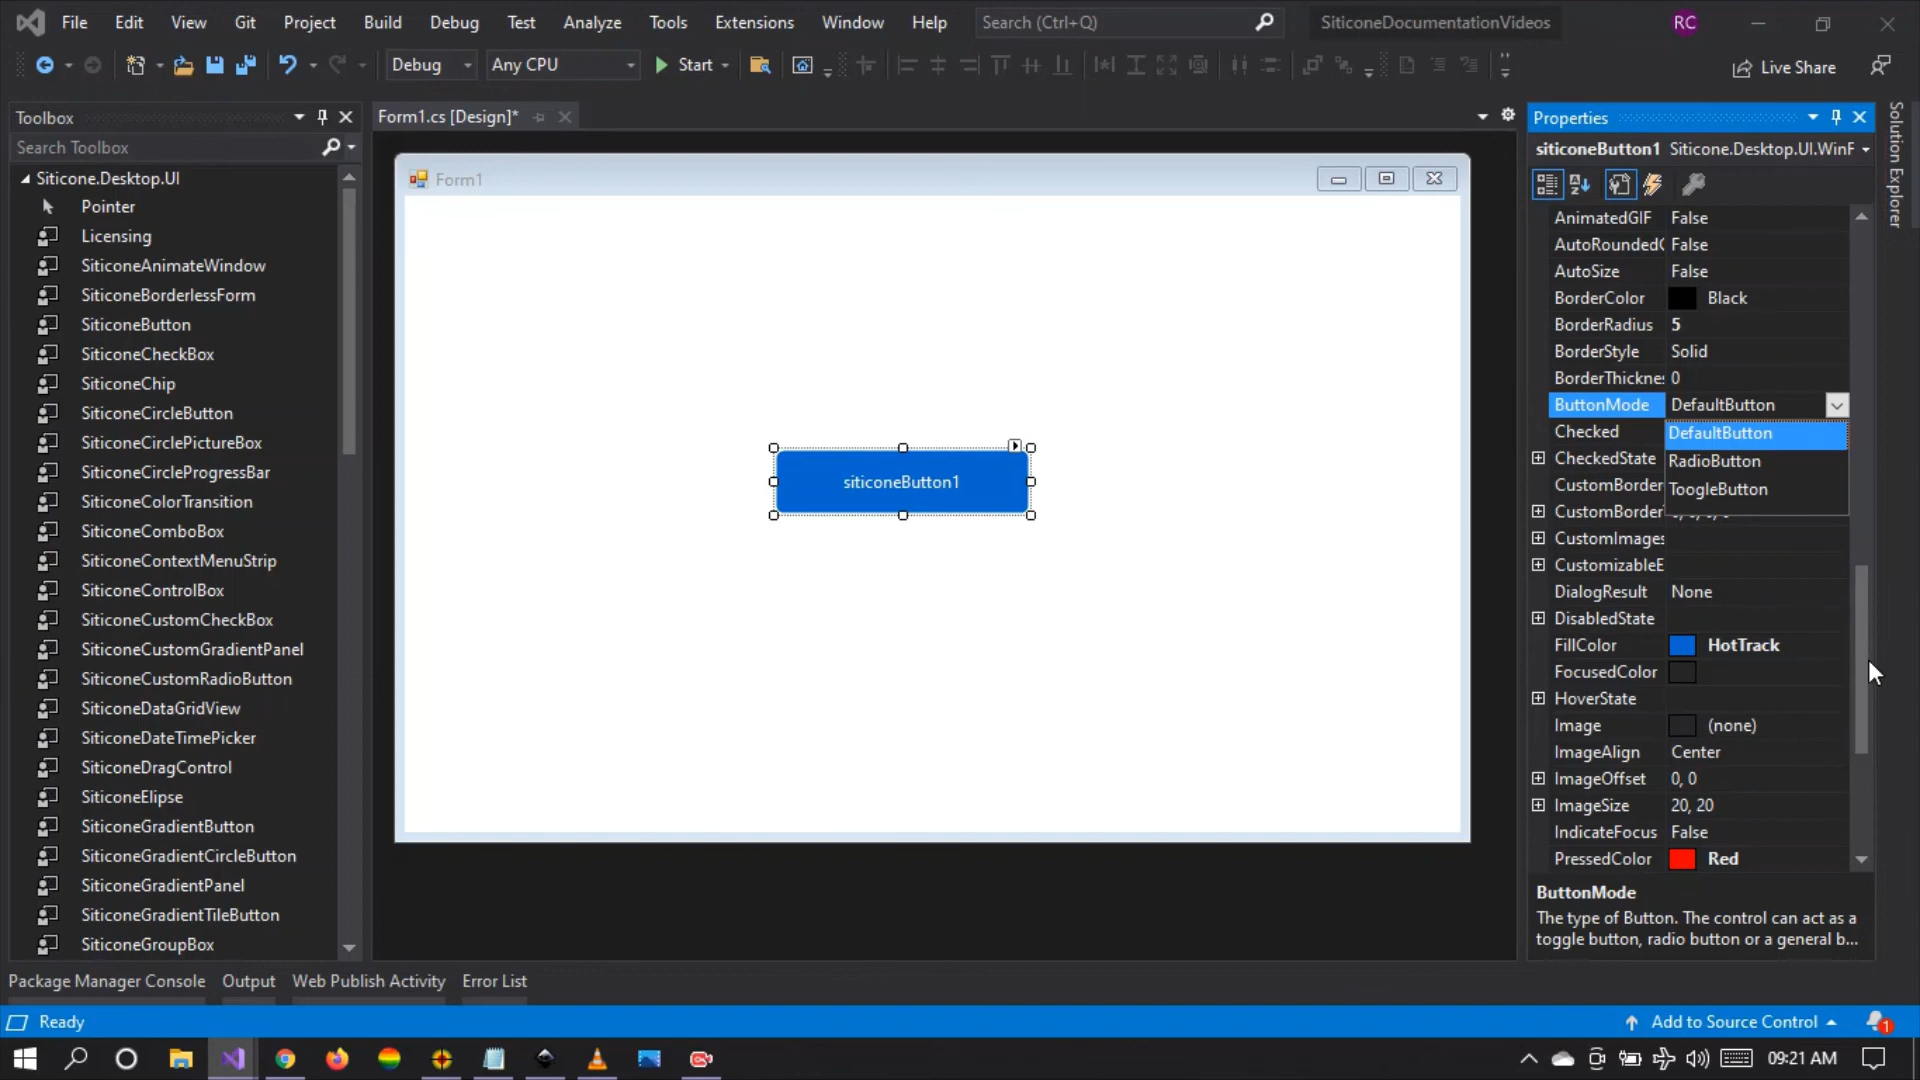 File Edit View Git Project Build Debug Test Analyze Tools Extensions Window Help Search (Ctrl+Q) SiticoneDocumentationVideos RC
Debug Any CPU Start Live Share
Toolbox
Search Toolbox
Siticone.Desktop.UI
Pointer
Licensing
SiticoneAnimateWindow
SiticoneBorderlessForm
SiticoneButton
SiticoneCheckBox
SiticoneChip
SiticoneCircleButton
SiticoneCirclePictureBox
SiticoneCircleProgressBar
SiticoneColorTransition
SiticoneComboBox
SiticoneContextMenuStrip
SiticoneControlBox
SiticoneCustomCheckBox
SiticoneCustomGradientPanel
SiticoneCustomRadioButton
SiticoneDataGridView
SiticoneDateTimePicker
SiticoneDragControl
SiticoneElipse
SiticoneGradientButton
SiticoneGradientCircleButton
SiticoneGradientPanel
SiticoneGradientTileButton
SiticoneGroupBox
Form1.cs [Design]*
Form1
siticoneButton1
Properties
siticoneButton1 Siticone.Desktop.UI.WinF
AnimatedGIF False
AutoRounded False
AutoSize False
BorderColor Black
BorderRadius 5
BorderStyle Solid
BorderThickne 0
ButtonMode DefaultButton
Checked
CheckedState
CustomBorder
CustomBorder
CustomImages
CustomizableE
DefaultButton
RadioButton
ToogleButton
DialogResult None
DisabledState
FillColor HotTrack
FocusedColor
HoverState
Image (none)
ImageAlign Center
ImageOffset 0, 0
ImageSize 20, 20
IndicateFocus False
PressedColor Red
ButtonMode
The type of Button. The control can act as a
toggle button, radio button or a general b...
Solution Explorer
Package Manager Console Output Web Publish Activity Error List
Ready Add to Source Control 1
09:21 AM